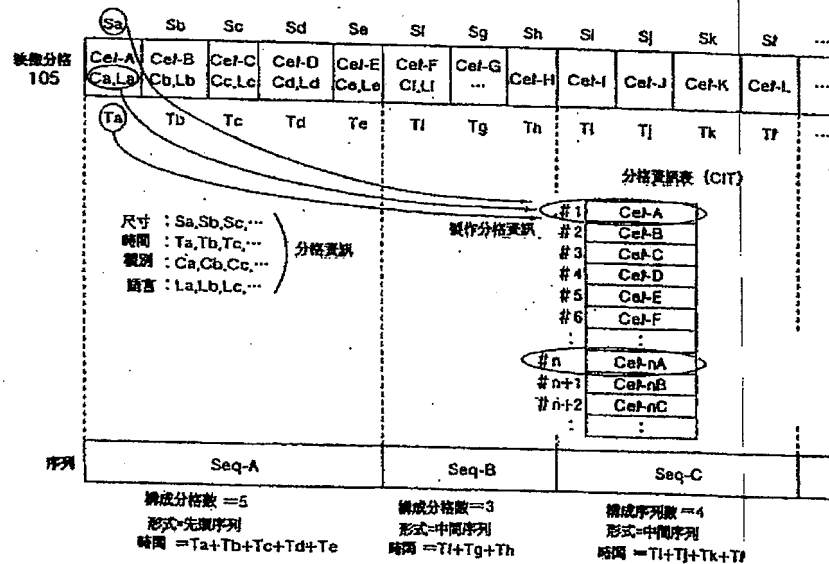 Sa Sb Sc Sd Se Sf Sg Sh Si Sj Sk Sℓ ...
映像分格 105
Ceℓ-A Ceℓ-B Ceℓ-C Ceℓ-D Ceℓ-E Ceℓ-F Ceℓ-G Ceℓ-H Ceℓ-I Ceℓ-J Ceℓ-K Ceℓ-L ...
Ca,La Cb,Lb Cc,Lc Cd,Ld Ce,Le Cf,Lf ...
Ta Tb Tc Td Te Tf Tg Th Ti Tj Tk Tℓ ...
分格資訊表 (CIT)
尺寸 :Sa,Sb,Sc,…
時間 :Ta,Tb,Tc,…
類別 :Ca,Cb,Cc,…
語言 :La,Lb,Lc,…
分格資訊
製作分格資訊
#1 Ceℓ-A
#2 Ceℓ-B
#3 Ceℓ-C
#4 Ceℓ-D
#5 Ceℓ-E
#6 Ceℓ-F
: :
#n Ceℓ-nA
#n+1 Ceℓ-nB
#n+2 Ceℓ-nC
: :
序列 Seq-A Seq-B Seq-C
構成分格數 =5
形式=先頭序列
時間 =Ta+Tb+Tc+Td+Te
構成分格數=3
形式=中間序列
時間 =Tf+Tg+Th
構成序列數 =4
形式=中間序列
時間 =Ti+Tj+Tk+Tℓ